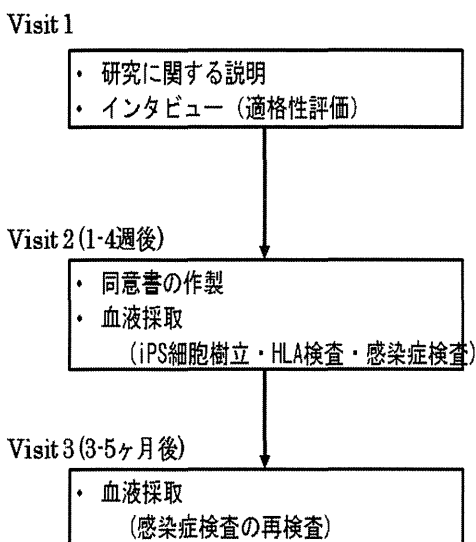 Visit 1
・ 研究に関する説明
・ インタビュー（適格性評価）
Visit 2 (1-4週後)
・ 同意書の作製
・ 血液採取
（iPS細胞樹立・HLA検査・感染症検査）
Visit 3 (3-5ヶ月後)
・ 血液採取
（感染症検査の再検査）